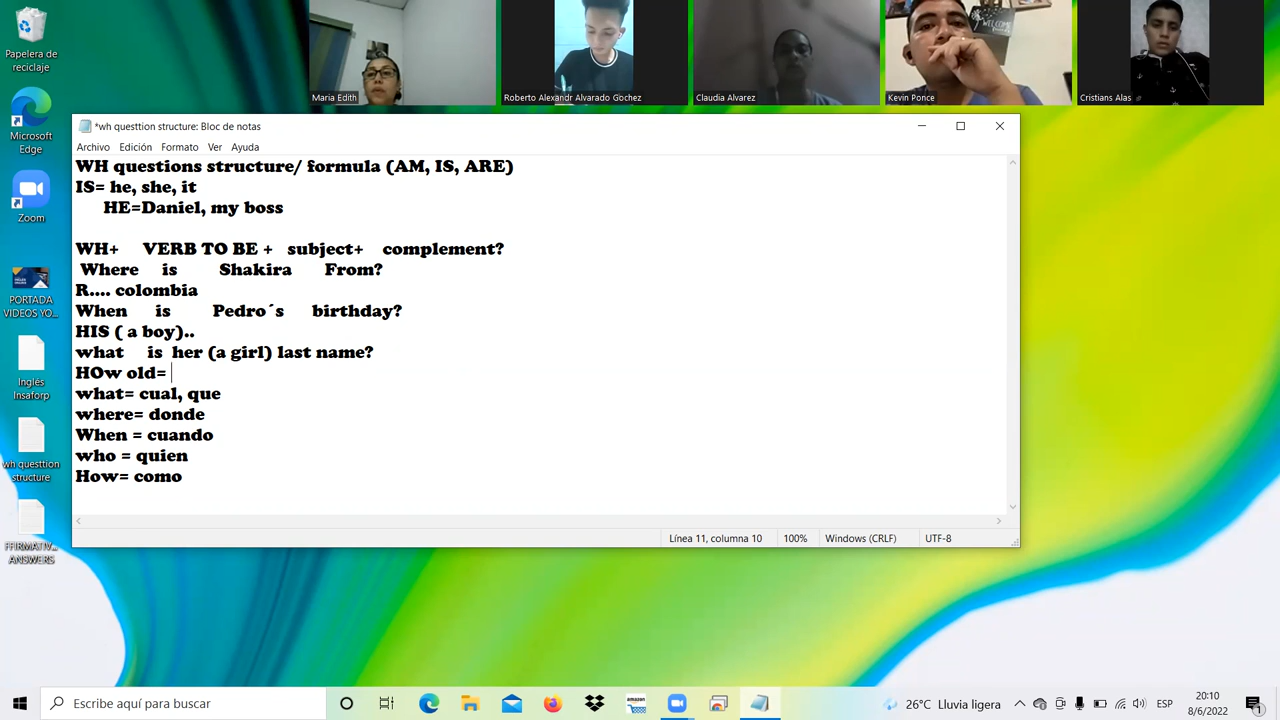 Papelera de
reciclaje
Microsoft
Edge
Zoom
PORTADA
VIDEOS YO...
Inglés
Insaforp
wh questtion
structure
FFIRMATIV...
ANSWERS
Maria Edith
Roberto Alexandr Alvarado Gochez
Claudia Alvarez
Kevin Ponce
Cristians Alas
WELCOME
*wh questtion structure: Bloc de notas
Archivo Edición Formato Ver Ayuda
WH questions structure/ formula (AM, IS, ARE)
IS= he, she, it
HE=Daniel, my boss
WH+ VERB TO BE + subject+ complement?
Where is Shakira From?
R.... colombia
When is Pedro´s birthday?
HIS ( a boy)..
what is her (a girl) last name?
HOw old=
what= cual, que
where= donde
When = cuando
who = quien
How= como
Línea 11, columna 10 100% Windows (CRLF) UTF-8
Escribe aquí para buscar
amazon
26°C Lluvia ligera
ESP
20:10
8/6/2022
1